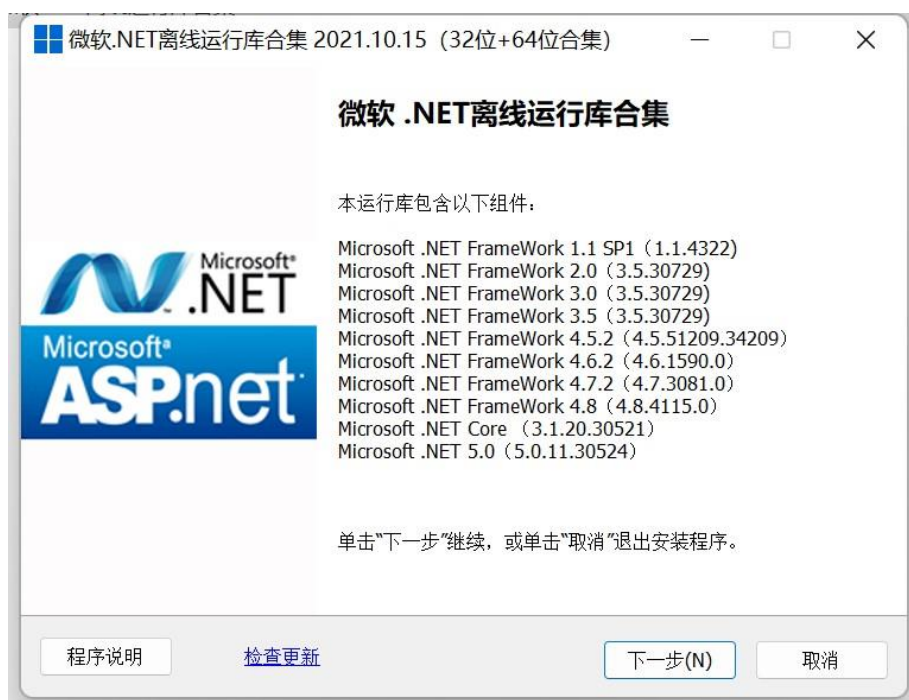 微软.NET离线运行库合集 2021.10.15（32位+64位合集）
微软 .NET离线运行库合集
本运行库包含以下组件：
Microsoft .NET FrameWork 1.1 SP1（1.1.4322)
Microsoft .NET FrameWork 2.0（3.5.30729)
Microsoft .NET FrameWork 3.0（3.5.30729)
Microsoft .NET FrameWork 3.5（3.5.30729)
Microsoft .NET FrameWork 4.5.2（4.5.51209.34209）
Microsoft .NET FrameWork 4.6.2（4.6.1590.0）
Microsoft .NET FrameWork 4.7.2（4.7.3081.0）
Microsoft .NET FrameWork 4.8（4.8.4115.0）
Microsoft .NET Core （3.1.20.30521）
Microsoft .NET 5.0（5.0.11.30524）
Microsoft®
.NET
Microsoft®
ASP.net
单击“下一步”继续，或单击“取消”退出安装程序。
程序说明
检查更新
下一步(N)
取消